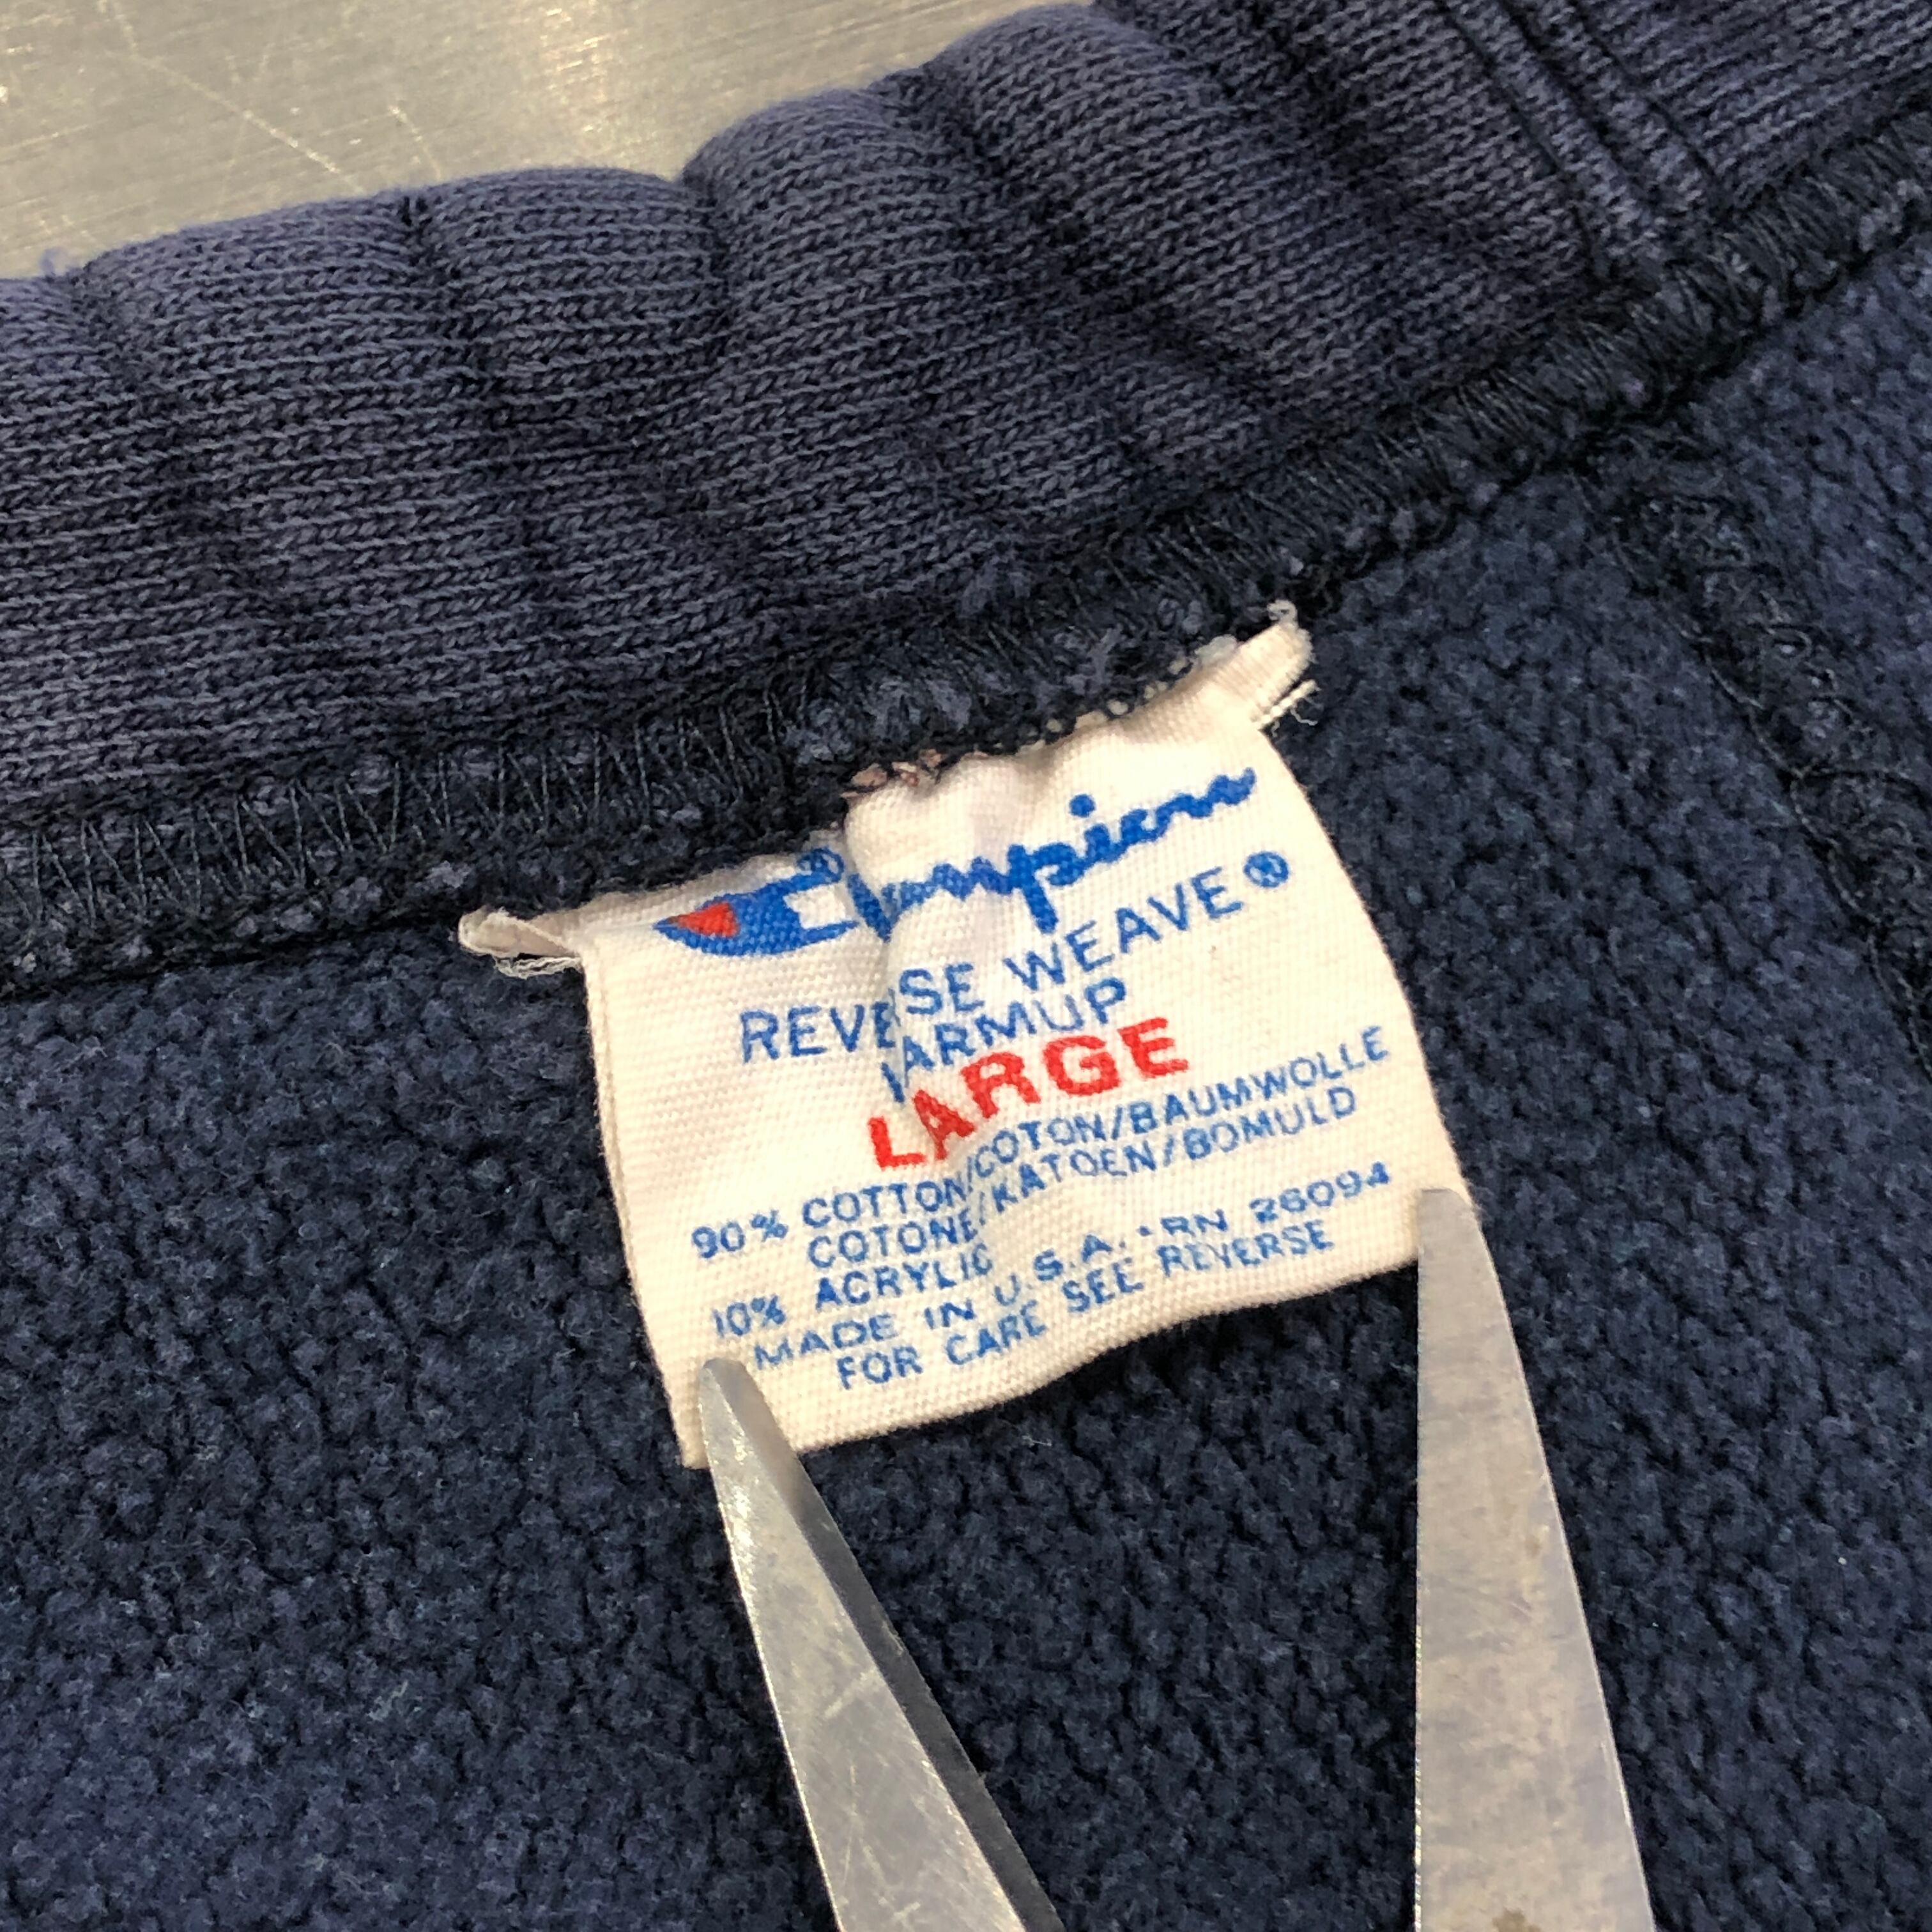 Champion®
REVERSE WEAVE®
WARMUP
LARGE
90% COTTON/COTON/BAUMWOLLE
COTONE/KATOEN/BOMULD
10% ACRYLIC
MADE IN U.S.A. • RN 26094
FOR CARE SEE REVERSE